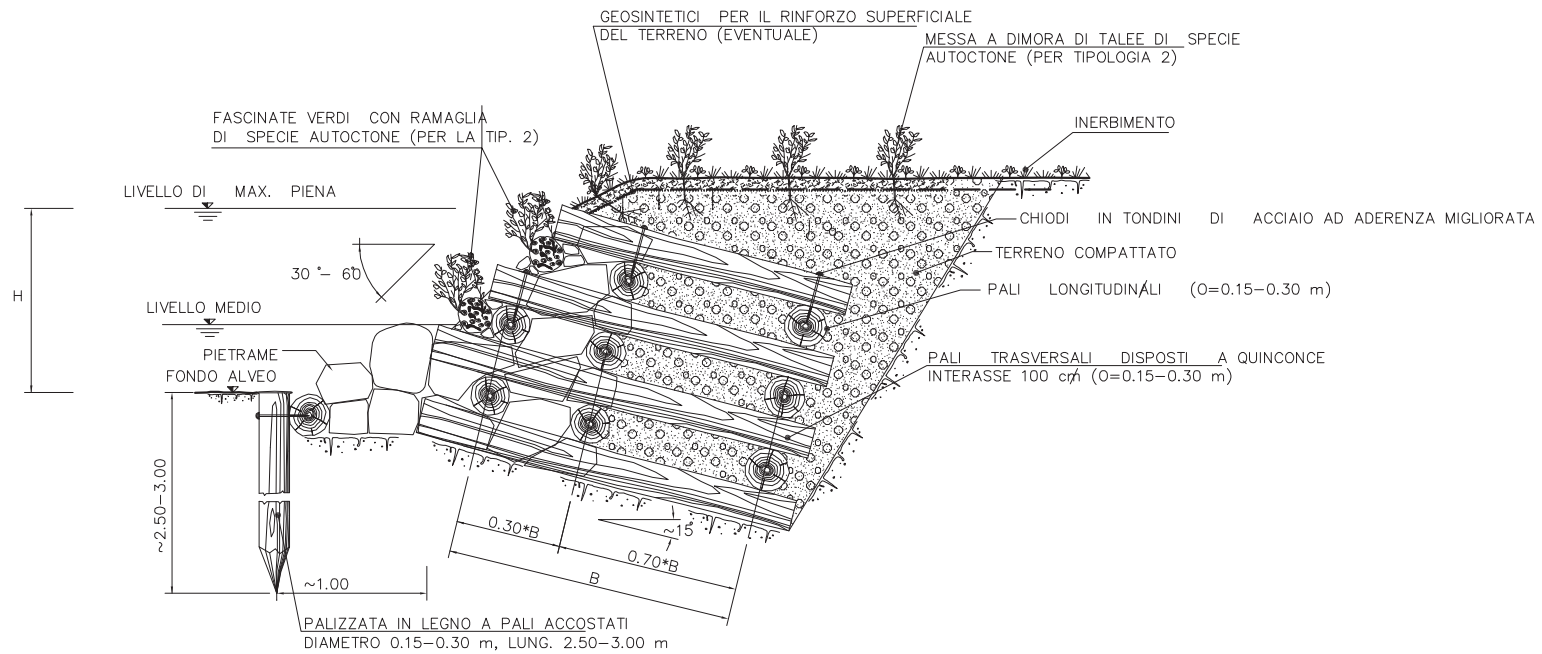 GEOSINTETICI PER IL RINFORZO SUPERFICIALE
DEL TERRENO (EVENTUALE)
MESSA A DIMORA DI TALEE DI SPECIE
AUTOCTONE (PER TIPOLOGIA 2)
FASCINATE VERDI CON RAMAGLIA
DI SPECIE AUTOCTONE (PER LA TIP. 2)
INERBIMENTO
LIVELLO DI MAX. PIENA
CHIODI IN TONDINI DI ACCIAIO AD ADERENZA MIGLIORATA
TERRENO COMPATTATO
30°- 60°
H
PALI LONGITUDINALI (O=0.15-0.30 m)
LIVELLO MEDIO
PIETRAME
PALI TRASVERSALI DISPOSTI A QUINCONCE
INTERASSE 100 cm (O=0.15-0.30 m)
FONDO ALVEO
~2.50-3.00
0.30*B
~15
0.70*B
B
~1.00
PALIZZATA IN LEGNO A PALI ACCOSTATI
DIAMETRO 0.15-0.30 m, LUNG. 2.50-3.00 m